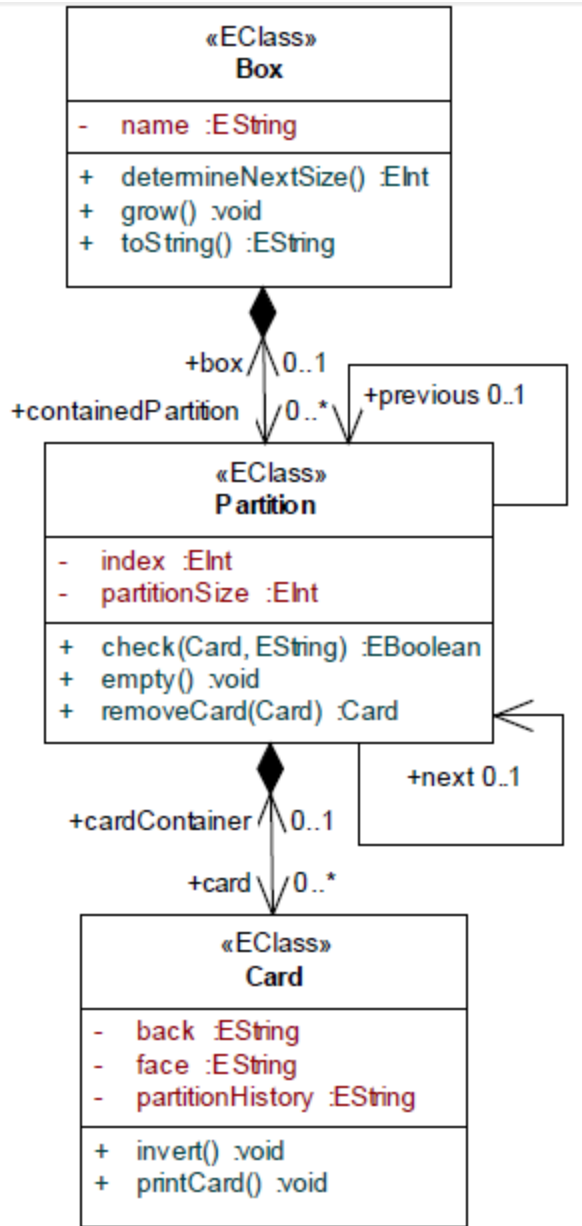 «EClass»
Box
- name :EString
+ determineNextSize() :EInt
+ grow() :void
+ toString() :EString
+box 0..1
+containedPartition 0..*
+previous 0..1
«EClass»
Partition
- index :EInt
- partitionSize :EInt
+ check(Card, EString) :EBoolean
+ empty() :void
+ removeCard(Card) :Card
+next 0..1
+cardContainer 0..1
+card 0..*
«EClass»
Card
- back :EString
- face :EString
- partitionHistory :EString
+ invert() :void
+ printCard() :void